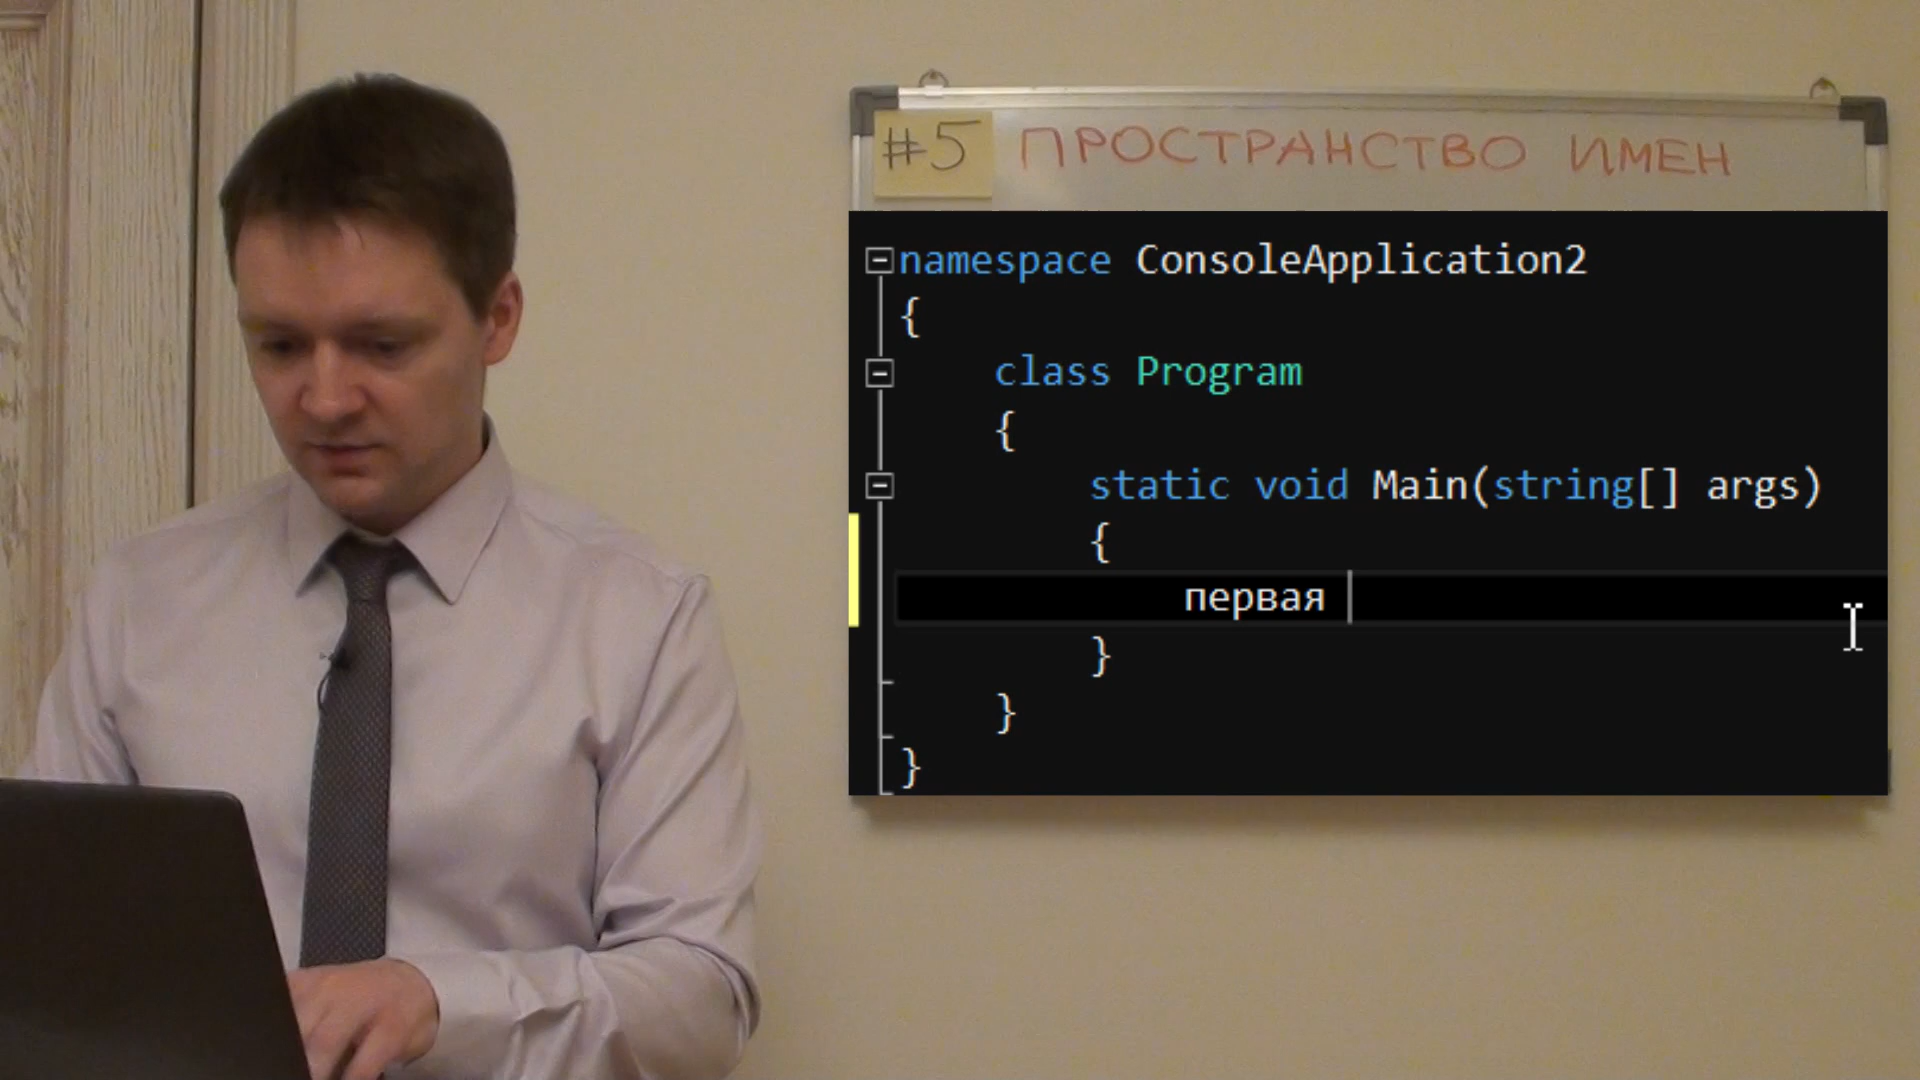 #5 ПРОСТРАНСТВО ИМЕН
namespace ConsoleApplication2
{
class Program
{
static void Main(string[] args)
{
первая
}
}
}